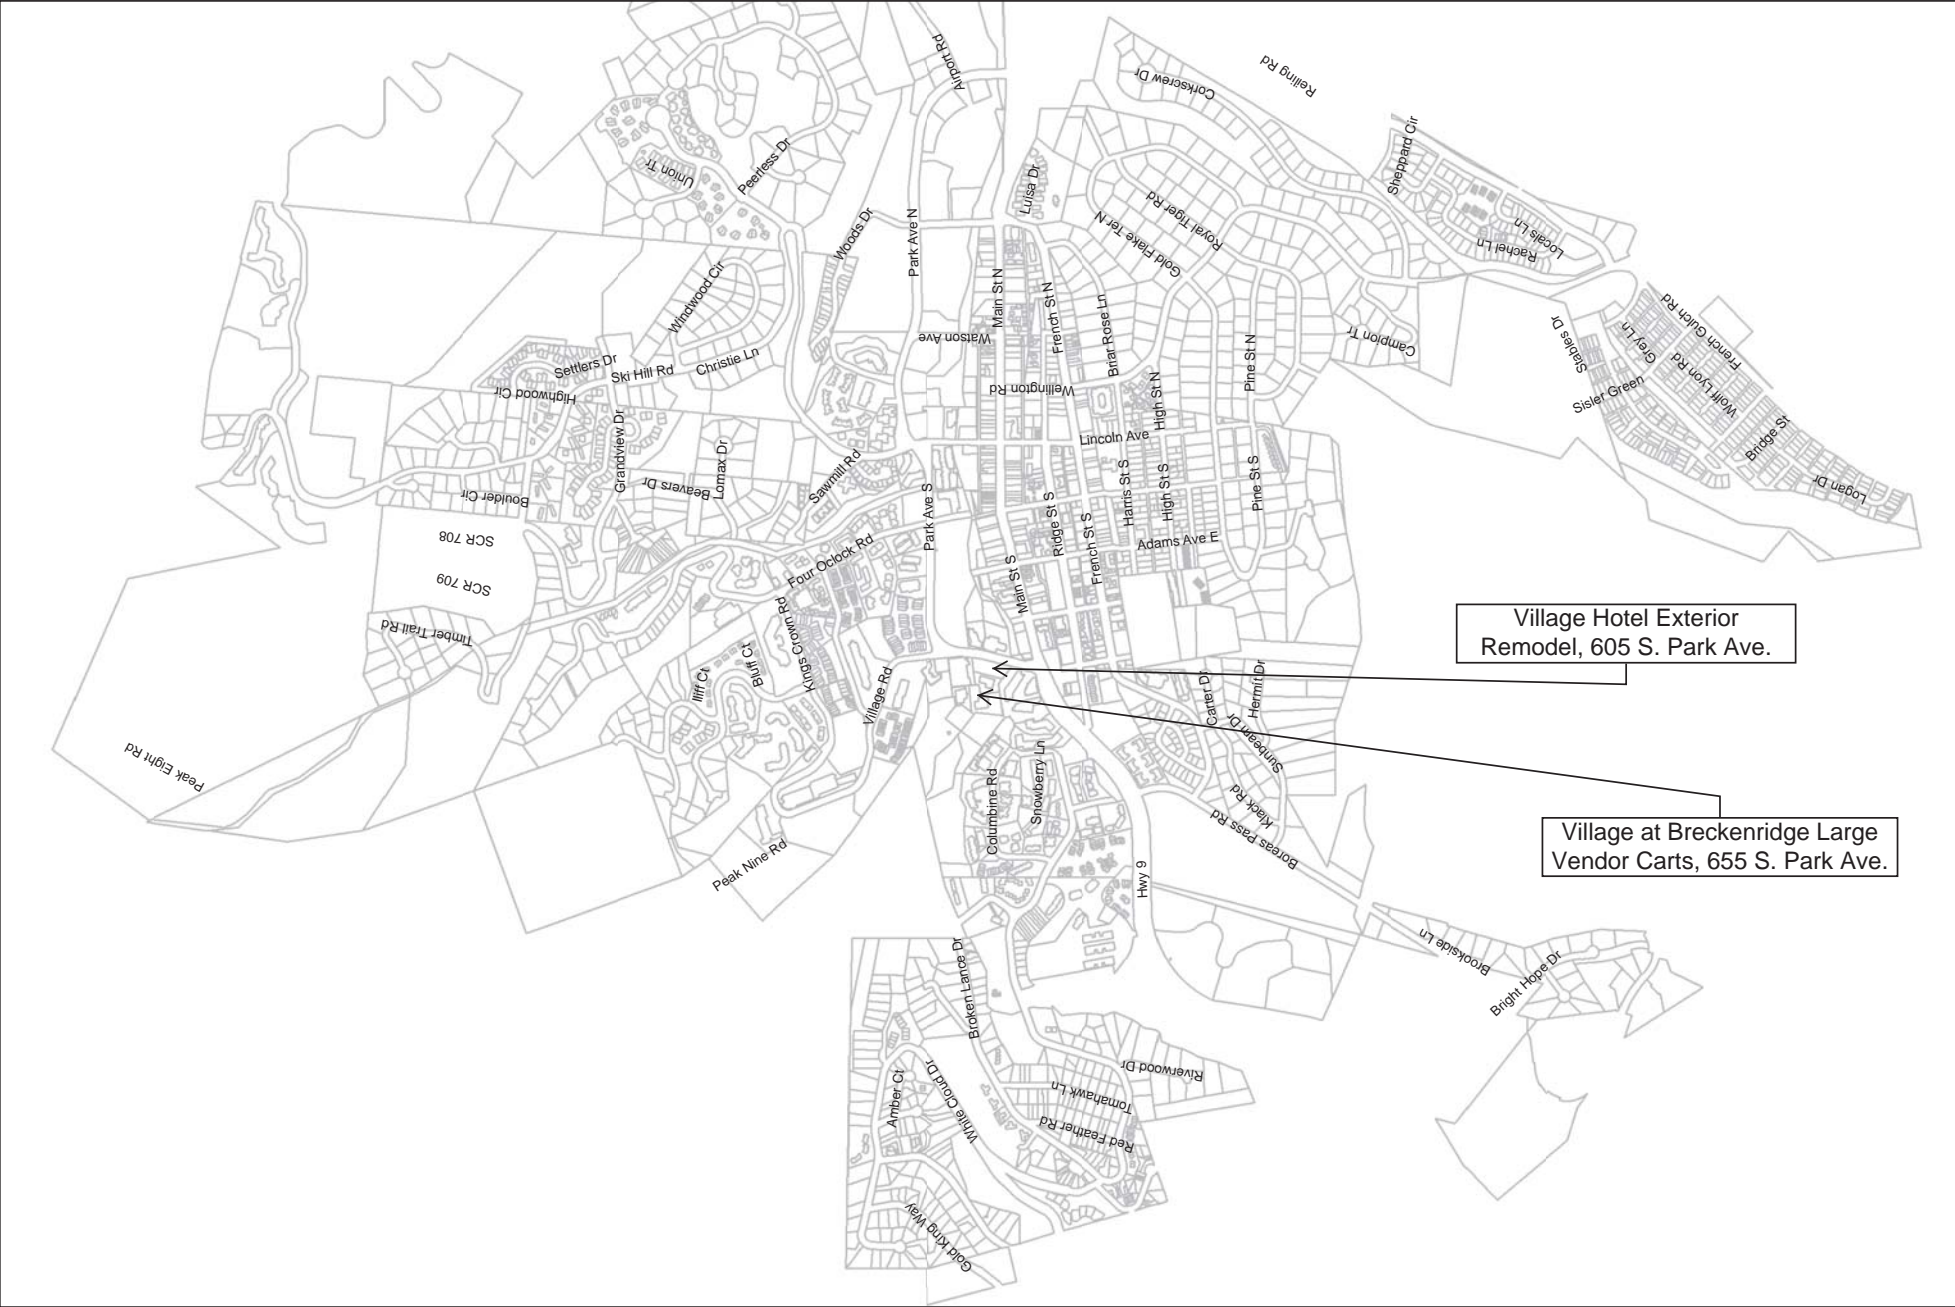 Airport Rd
Reiling Rd
Corkscrew Dr
Sheppard Cir
Union Tr
Peerless Dr
Luisa Dr
Woods Dr
Park Ave N
Royal Tiger Rd
Gold Flake Ter N
Locals Ln
Rachel Ln
Windwood Cir
Main St N
French St N
Briar Rose Ln
Watson Ave
Pine St N
Campion Tr
Stables Dr
Grey Ln
French Gulch Rd
Wolff Lyon Rd
Sisler Green
Bridge St
Logan Dr
Settlers Dr
Ski Hill Rd
Christie Ln
Highwood Cir
Wellington Rd
High St N
Lincoln Ave
Grandview Dr
Lomax Dr
Beavers Dr
Sawmill Rd
Boulder Cir
Park Ave S
Ridge St S
Harris St S
High St S
Pine St S
French St S
Adams Ave E
SCR 708
SCR 709
Four Oclock Rd
Main St S
Timber Trail Rd
Kings Crown Rd
Bluff Ct
Iliff Ct
Village Rd
Village Hotel Exterior
Remodel, 605 S. Park Ave.
Carter Dr
Hermit Dr
Sunbeam Dr
Peak Eight Rd
Columbine Rd
Snowberry Ln
Klack Rd
Boreas Pass Rd
Village at Breckenridge Large
Vendor Carts, 655 S. Park Ave.
Peak Nine Rd
Hwy 9
Brookside Ln
Bright Hope Dr
Broken Lance Dr
Amber Ct
White Cloud Dr
Riverwood Dr
Tomahawk Ln
Red Feather Rd
Gold King Way